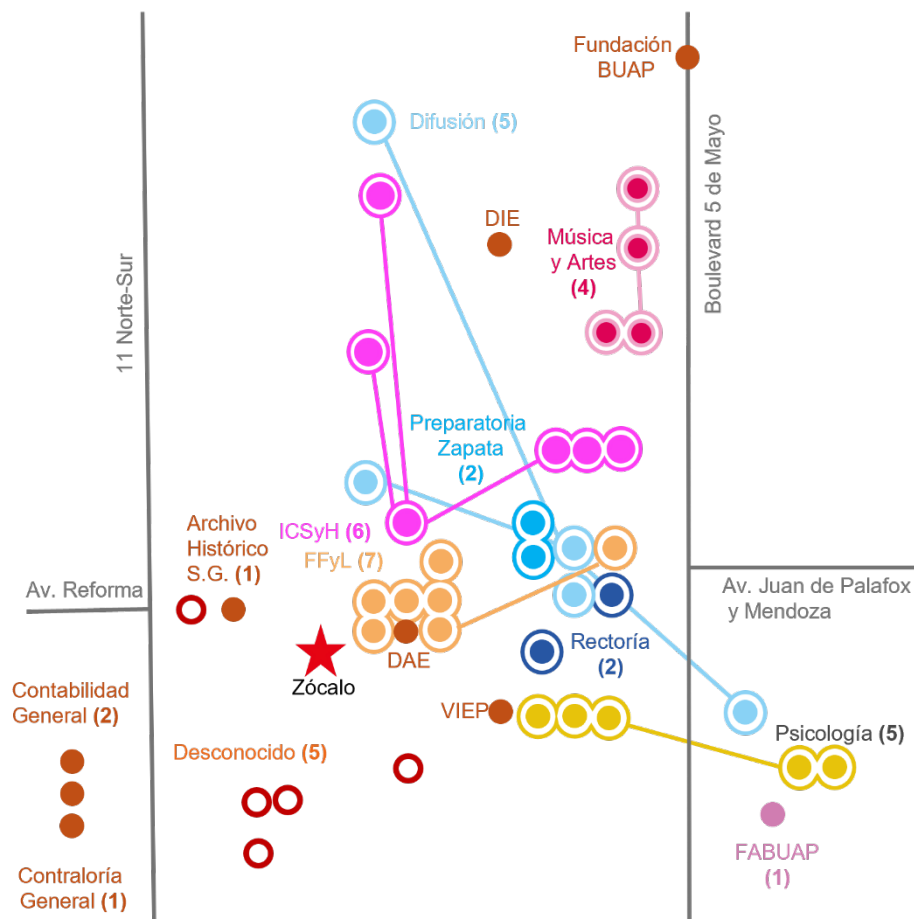 Fundación
BUAP
Difusión (5)
Boulevard 5 de Mayo
DIE
Música
y Artes
(4)
11 Norte-Sur
Preparatoria
Zapata
(2)
Archivo
Histórico
S.G. (1)
ICSyH (6)
FFyL (7)
Av. Reforma
Av. Juan de Palafox
y Mendoza
DAE
Rectoría
(2)
Zócalo
Contabilidad
General (2)
VIEP
Psicología (5)
Desconocido (5)
FABUAP
(1)
Contraloría
General (1)